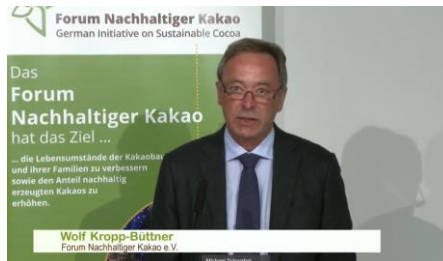 Forum Nachhaltiger Kakao
German Initiative on Sustainable Cocoa
Das
Forum
Nachhaltiger Kakao
hat das Ziel ...
... die Lebensumstände der Kakaobau
und ihrer Familien zu verbessern
sowie den Anteil nachhaltig
erzeugten Kakaos zu
erhöhen.
Wolf Kropp-Büttner
Forum Nachhaltiger Kakao e.V.